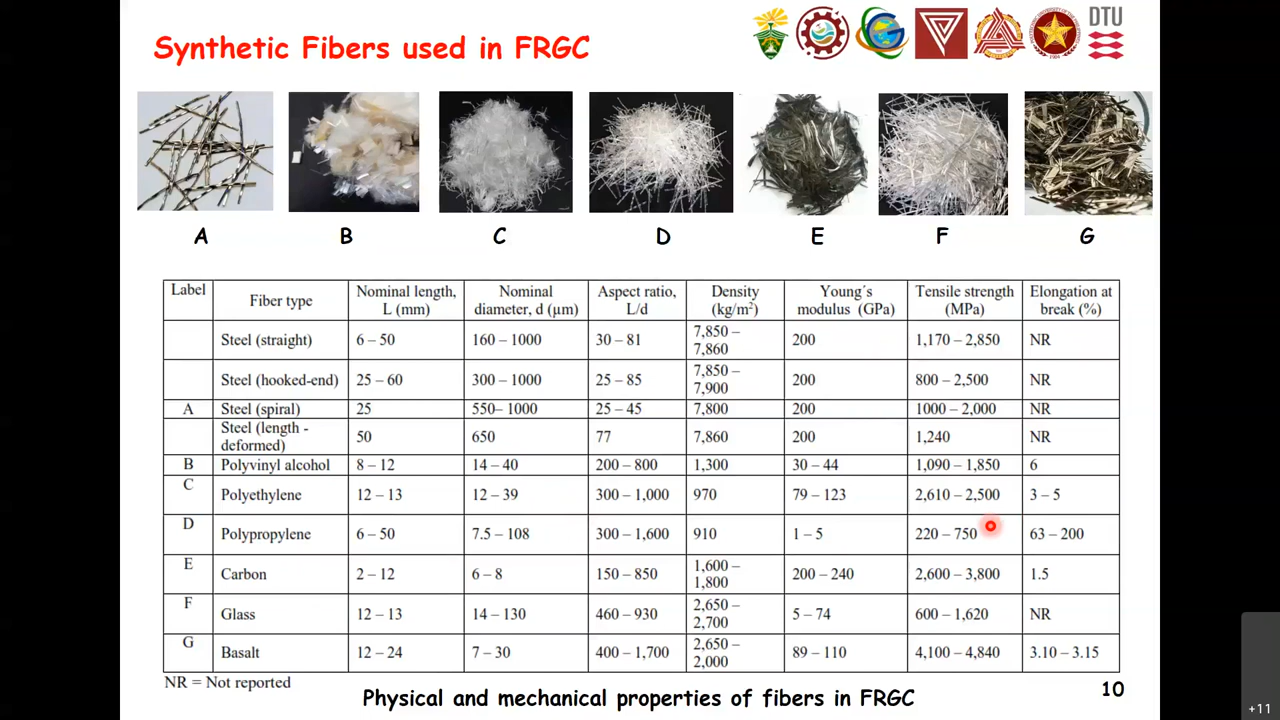 Synthetic Fibers used in FRGC
DTU
A B C D E F G
Label Fiber type Nominal length, L (mm) Nominal diameter, d (µm) Aspect ratio, L/d Density (kg/m²) Young´s modulus (GPa) Tensile strength (MPa) Elongation at break (%)
Steel (straight) 6 – 50 160 – 1000 30 – 81 7,850 – 7,860 200 1,170 – 2,850 NR
Steel (hooked-end) 25 – 60 300 – 1000 25 – 85 7,850 – 7,900 200 800 – 2,500 NR
A Steel (spiral) 25 550– 1000 25 – 45 7,800 200 1000 – 2,000 NR
Steel (length - deformed) 50 650 77 7,860 200 1,240 NR
B Polyvinyl alcohol 8 – 12 14 – 40 200 – 800 1,300 30 – 44 1,090 – 1,850 6
C Polyethylene 12 – 13 12 – 39 300 – 1,000 970 79 – 123 2,610 – 2,500 3 – 5
D Polypropylene 6 – 50 7.5 – 108 300 – 1,600 910 1 – 5 220 – 750 63 – 200
E Carbon 2 – 12 6 – 8 150 – 850 1,600 – 1,800 200 – 240 2,600 – 3,800 1.5
F Glass 12 – 13 14 – 130 460 – 930 2,650 – 2,700 5 – 74 600 – 1,620 NR
G Basalt 12 – 24 7 – 30 400 – 1,700 2,650 – 2,000 89 – 110 4,100 – 4,840 3.10 – 3.15
NR = Not reported
Physical and mechanical properties of fibers in FRGC
10
+11